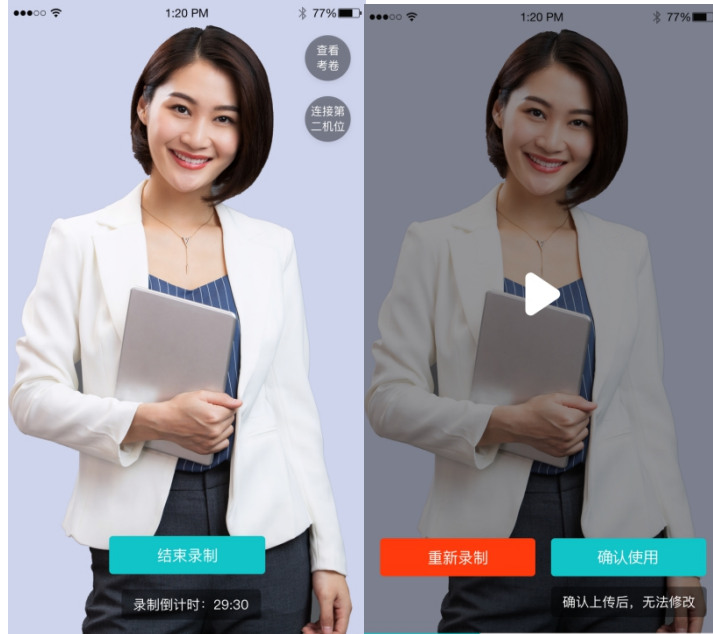 1:20 PM
77%
查看
考卷
连接第
二机位
结束录制
录制倒计时：29:30
1:20 PM
77%
重新录制
确认使用
确认上传后，无法修改